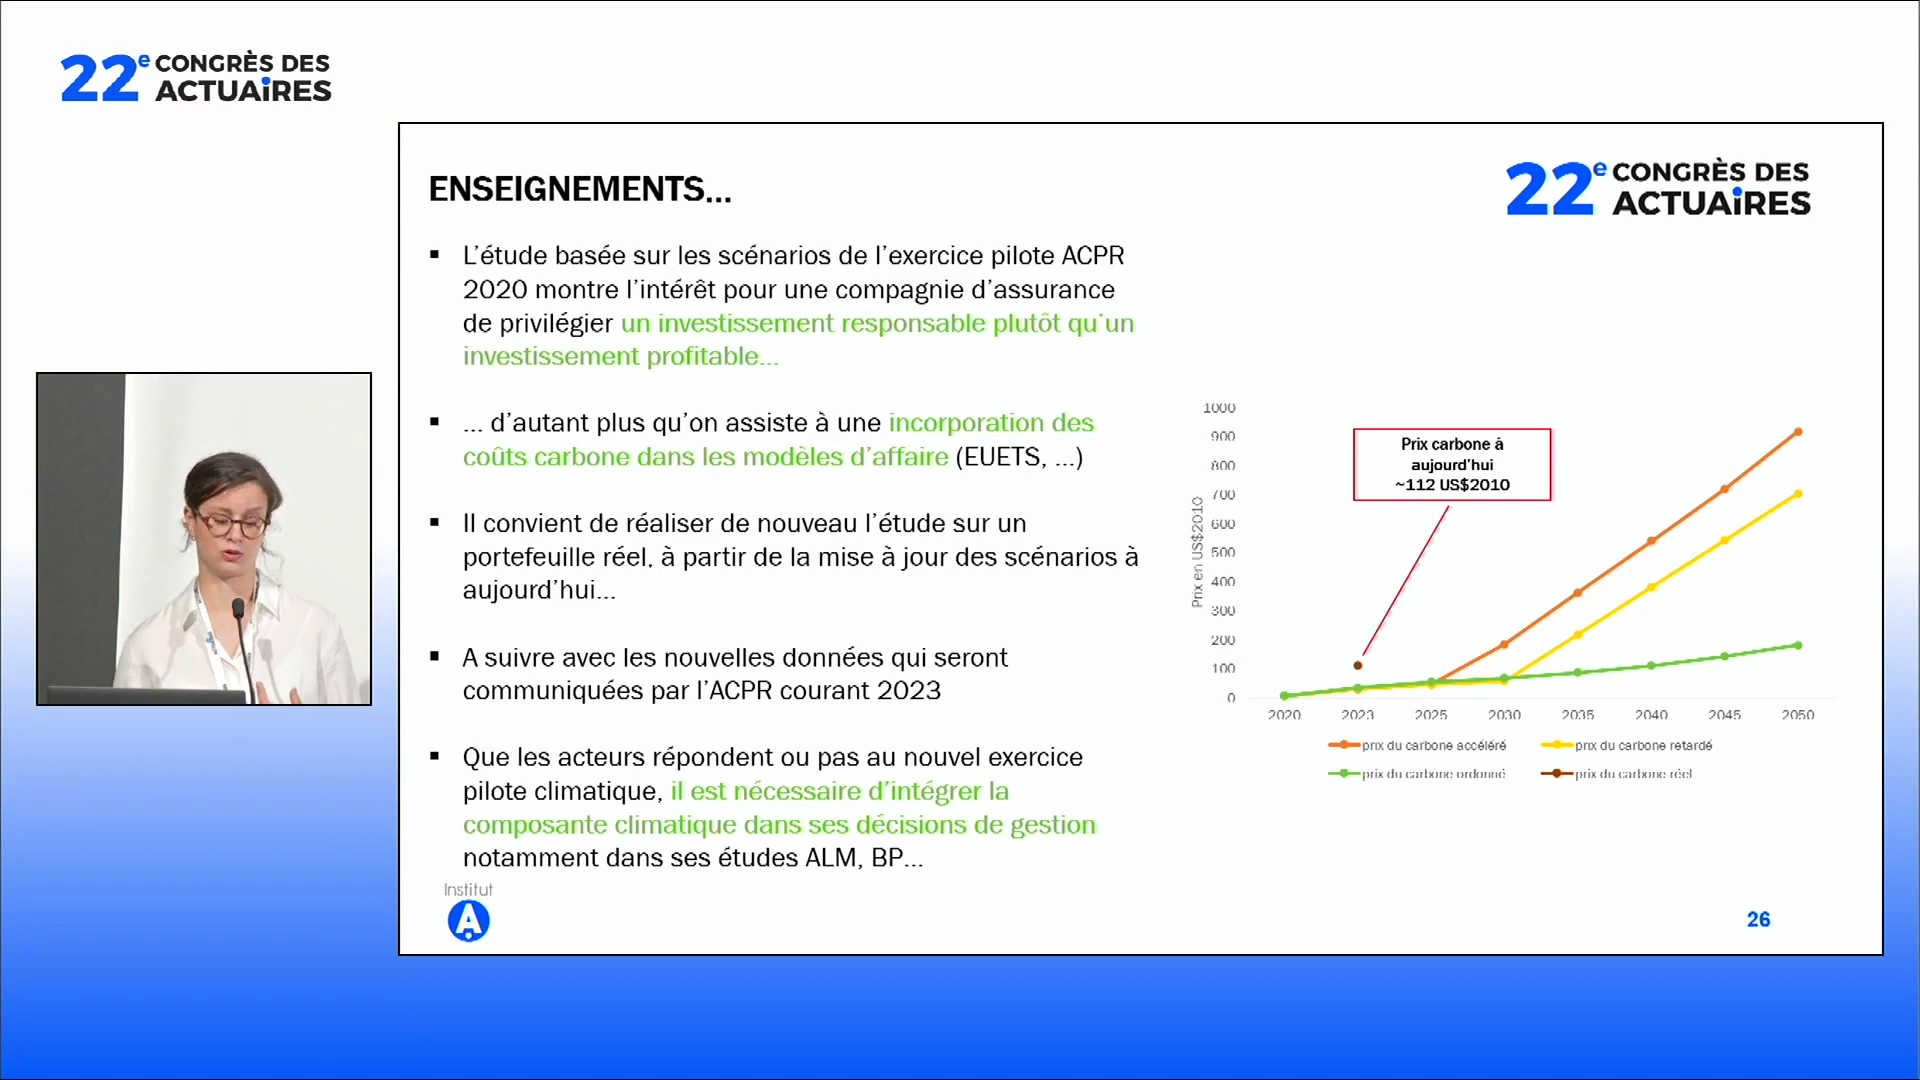 22e CONGRÈS DES
ACTUAIRES
22e CONGRÈS DES
ACTUAIRES
ENSEIGNEMENTS...
▪ L'étude basée sur les scénarios de l'exercice pilote ACPR
2020 montre l'intérêt pour une compagnie d'assurance
de privilégier un investissement responsable plutôt qu'un
investissement profitable...
▪ ... d'autant plus qu'on assiste à une incorporation des
coûts carbone dans les modèles d'affaire (EUETS, ...)
▪ Il convient de réaliser de nouveau l'étude sur un
portefeuille réel, à partir de la mise à jour des scénarios à
aujourd'hui...
▪ A suivre avec les nouvelles données qui seront
communiquées par l'ACPR courant 2023
▪ Que les acteurs répondent ou pas au nouvel exercice
pilote climatique, il est nécessaire d'intégrer la
composante climatique dans ses décisions de gestion
notamment dans ses études ALM, BP...
Prix carbone à
aujourd'hui
~112 US$2010
Prix en US$2010
1000
900
800
700
600
500
400
300
200
100
0
2020 2023 2025 2030 2035 2040 2045 2050
prix du carbone accéléré prix du carbone retardé
prix du carbone ordonné prix du carbone réel
Institut
A
26